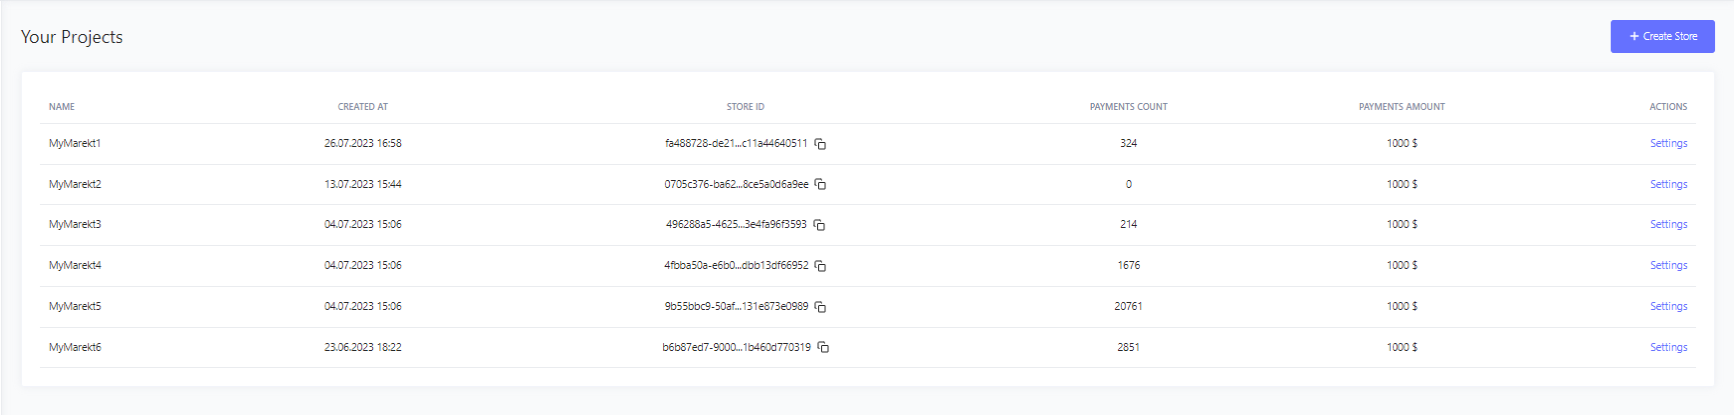 Your Projects
+ Create Store
NAME CREATED AT STORE ID PAYMENTS COUNT PAYMENTS AMOUNT ACTIONS
MyMarekt1 26.07.2023 16:58 fa488728-de21...c11a44640511 324 1000 $ Settings
MyMarekt2 13.07.2023 15:44 0705c376-ba62...8ce5a0d6a9ee 0 1000 $ Settings
MyMarekt3 04.07.2023 15:06 496288a5-4625...3e4fa96f3593 214 1000 $ Settings
MyMarekt4 04.07.2023 15:06 4fbba50a-e6b0...dbb13df66952 1676 1000 $ Settings
MyMarekt5 04.07.2023 15:06 9b55bbc9-50af...131e873e0989 20761 1000 $ Settings
MyMarekt6 23.06.2023 18:22 b6b87ed7-9000...1b460d770319 2851 1000 $ Settings